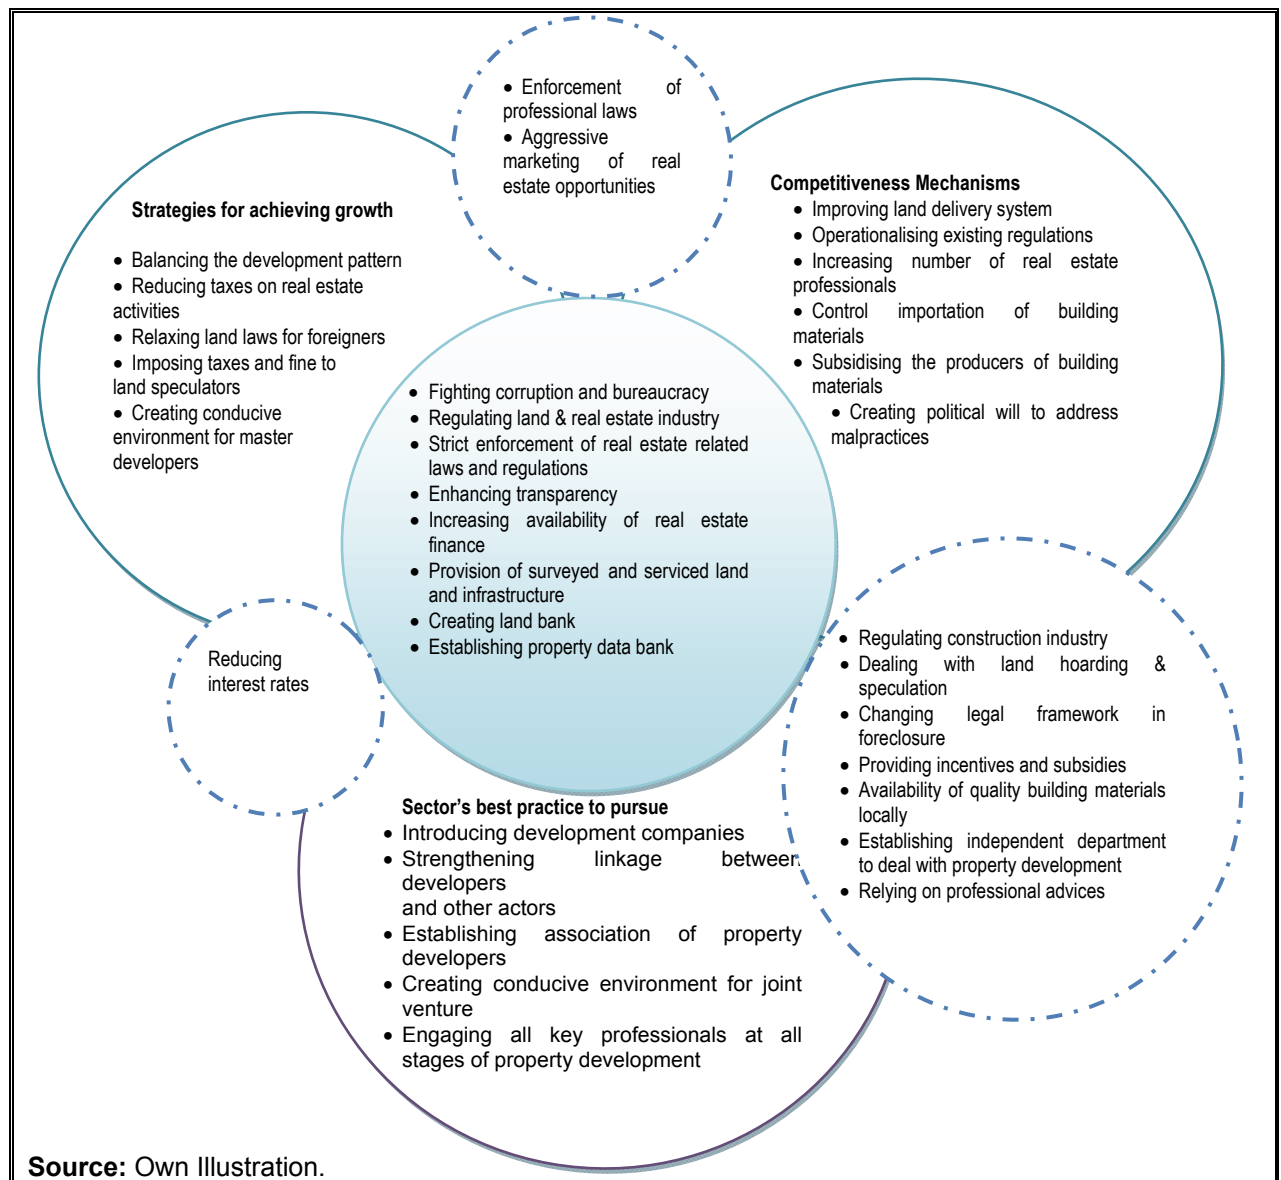 • Enforcement of
professional laws
• Aggressive
marketing of real
estate opportunities
Strategies for achieving growth
• Balancing the development pattern
• Reducing taxes on real estate
activities
• Relaxing land laws for foreigners
• Imposing taxes and fine to
land speculators
• Creating conducive
environment for master
developers
Competitiveness Mechanisms
• Improving land delivery system
• Operationalising existing regulations
• Increasing number of real estate
professionals
• Control importation of building
materials
• Subsidising the producers of building
materials
• Creating political will to address
malpractices
• Fighting corruption and bureaucracy
• Regulating land & real estate industry
• Strict enforcement of real estate related
laws and regulations
• Enhancing transparency
• Increasing availability of real estate
finance
• Provision of surveyed and serviced land
and infrastructure
• Creating land bank
• Establishing property data bank
Reducing
interest rates
• Regulating construction industry
• Dealing with land hoarding &
speculation
• Changing legal framework in
foreclosure
• Providing incentives and subsidies
• Availability of quality building materials
locally
• Establishing independent department
to deal with property development
• Relying on professional advices
Sector's best practice to pursue
• Introducing development companies
• Strengthening linkage between
developers
and other actors
• Establishing association of property
developers
• Creating conducive environment for joint
venture
• Engaging all key professionals at all
stages of property development
Source: Own Illustration.